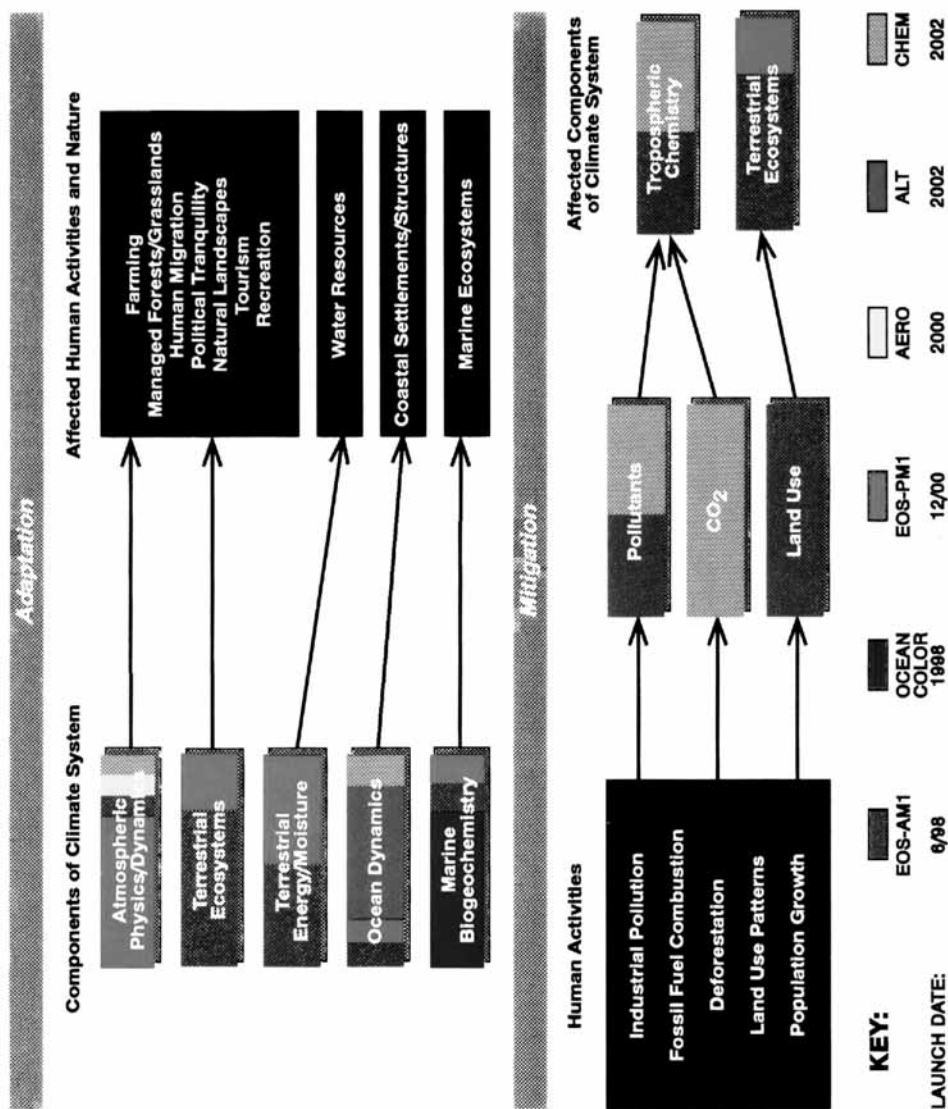 Adaptation
Components of Climate System
Affected Human Activities and Nature
Atmospheric
Physics/Dynamics
Terrestrial
Ecosystems
Terrestrial
Energy/Moisture
Ocean Dynamics
Marine
Biogeochemistry
Farming
Managed Forests/Grasslands
Human Migration
Political Tranquility
Natural Landscapes
Tourism
Recreation
Water Resources
Coastal Settlements/Structures
Marine Ecosystems
Mitigation
Human Activities
Affected Components
of Climate System
Industrial Pollution
Fossil Fuel Combustion
Deforestation
Land Use Patterns
Population Growth
Pollutants
CO2
Land Use
Tropospheric
Chemistry
Terrestrial
Ecosystems
KEY:
EOS-AM1
OCEAN
COLOR
EOS-PM1
AERO
ALT
CHEM
LAUNCH DATE:
6/98
1998
12/00
2000
2002
2002